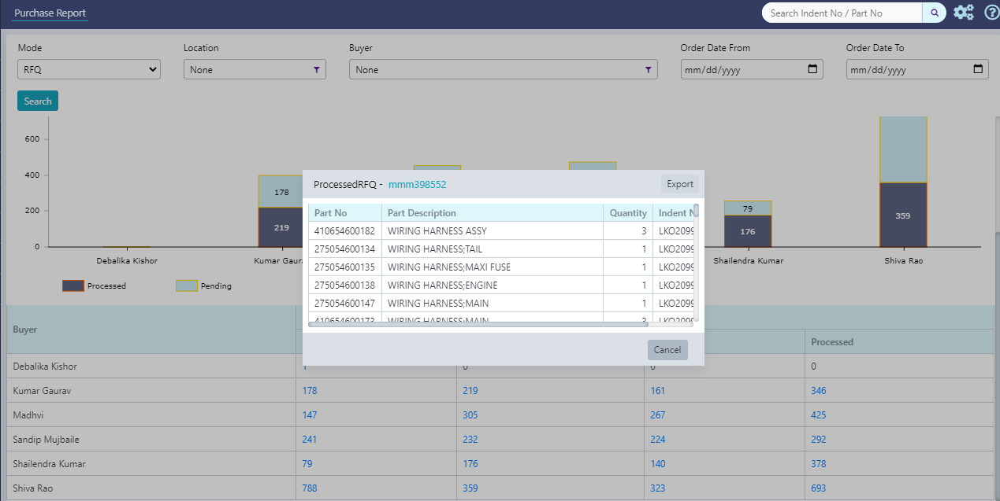 Purchase Report
Search Indent No / Part No
Mode Location Buyer Order Date From Order Date To
RFQ None None mm/dd/yyyy mm/dd/yyyy
Search
600
400
200
0
178
219
79
176
359
Debalika Kishor Shailendra Kumar Shiva Rao
Kumar
Processed Pending
ProcessedRFQ - mmm398552 Export
Part No Part Description Quantity Indent
410654600182 WIRING HARNESS ASSY 3 LKO2099
275054600134 WIRING HARNESS;TAIL 1 LKO2099
275054600135 WIRING HARNESS;MAXI FUSE 1 LKO2099
275054600138 WIRING HARNESS;ENGINE 1 LKO2099
275054600147 WIRING HARNESS;MAIN 1 LKO2099
410654600173 WIRING HARNESS;MAIN 3 LKO2099
Cancel
Buyer
Processed
Debalika Kishor 1 0 0 0
Kumar Gaurav 178 219 161 346
Madhvi 147 305 267 425
Sandip Mujbaile 241 232 224 292
Shailendra Kumar 79 176 140 378
Shiva Rao 788 359 323 693